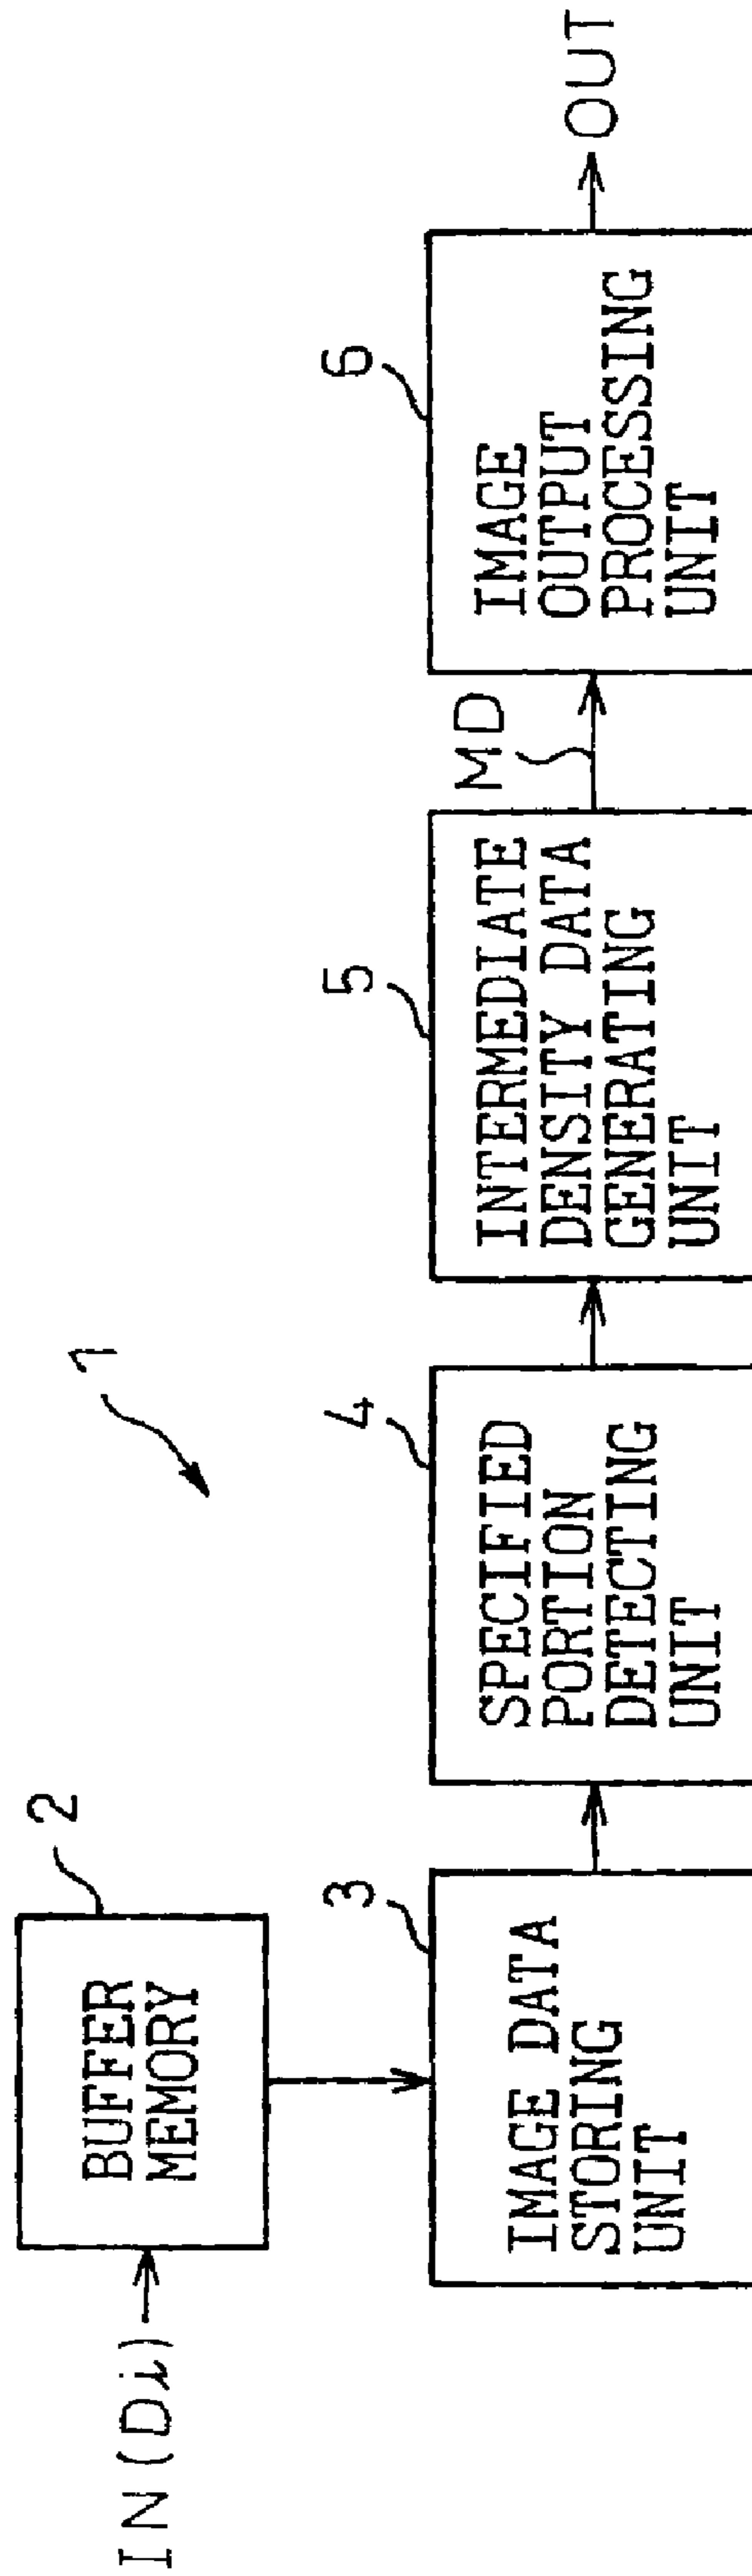 1
IN(Di)
2
BUFFER
MEMORY
3
IMAGE DATA
STORING
UNIT
4
SPECIFIED
PORTION
DETECTING
UNIT
5
INTERMEDIATE
DENSITY DATA
GENERATING
UNIT
MD
6
IMAGE
OUTPUT
PROCESSING
UNIT
OUT